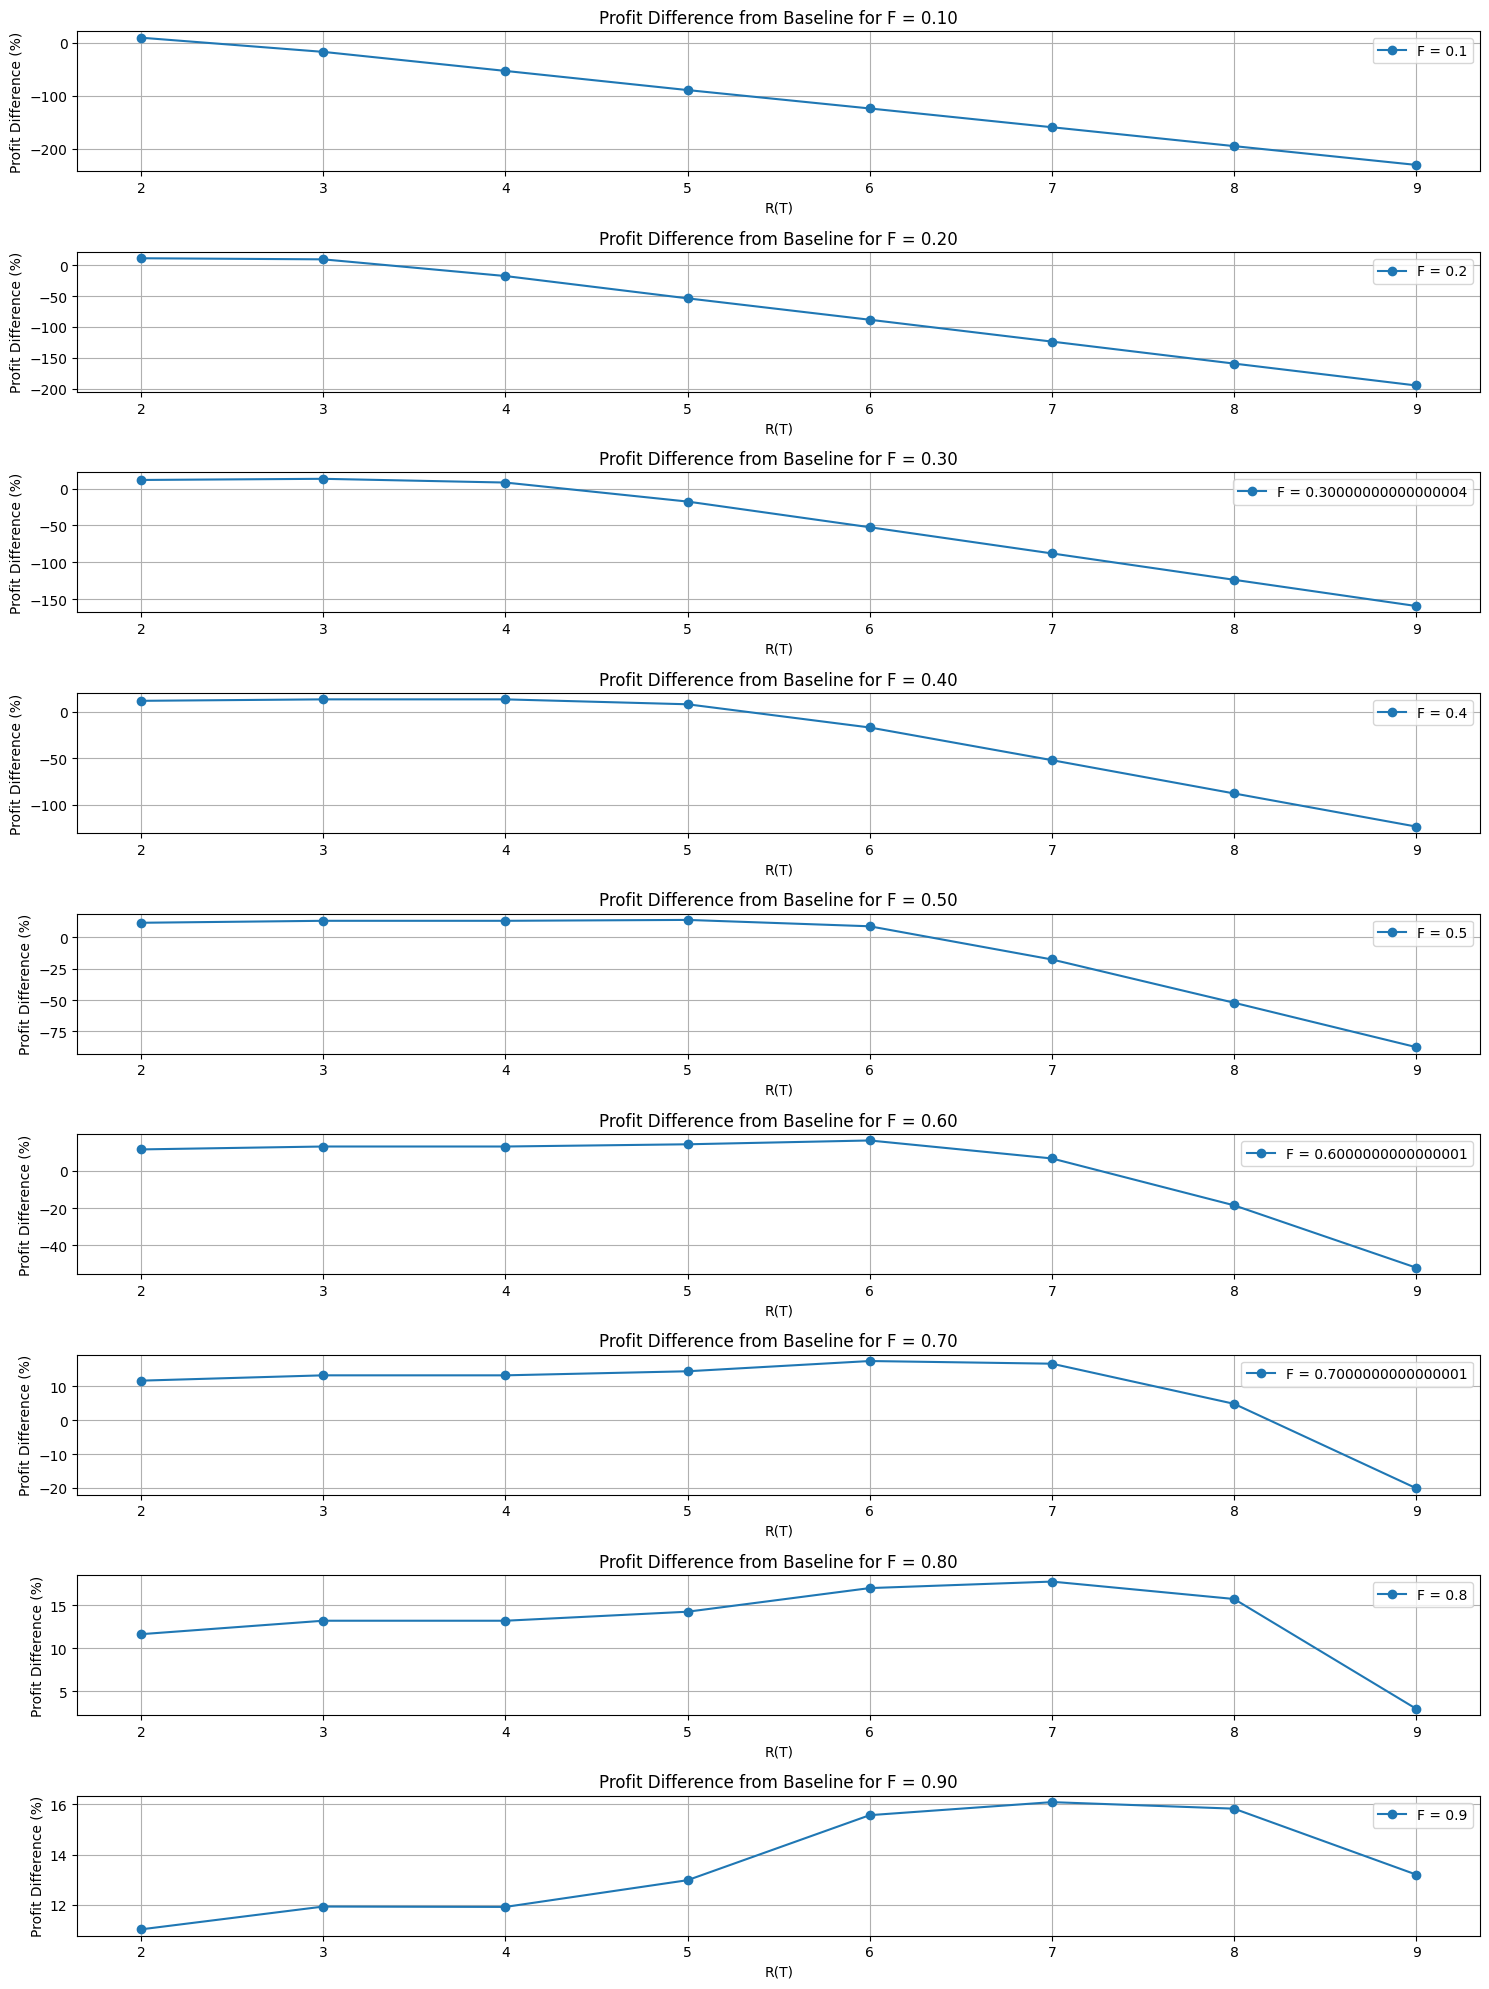 Profit Difference from Baseline for F = 0.10
Profit Difference (%)
0
−100
−200
F = 0.1
2 3 4 5 6 7 8 9
R(T)
Profit Difference from Baseline for F = 0.20
Profit Difference (%)
0
−50
−100
−150
−200
F = 0.2
2 3 4 5 6 7 8 9
R(T)
Profit Difference from Baseline for F = 0.30
Profit Difference (%)
0
−50
−100
−150
F = 0.30000000000000004
2 3 4 5 6 7 8 9
R(T)
Profit Difference from Baseline for F = 0.40
Profit Difference (%)
0
−50
−100
F = 0.4
2 3 4 5 6 7 8 9
R(T)
Profit Difference from Baseline for F = 0.50
Profit Difference (%)
0
−25
−50
−75
F = 0.5
2 3 4 5 6 7 8 9
R(T)
Profit Difference from Baseline for F = 0.60
Profit Difference (%)
0
−20
−40
F = 0.6000000000000001
2 3 4 5 6 7 8 9
R(T)
Profit Difference from Baseline for F = 0.70
Profit Difference (%)
10
0
−10
−20
F = 0.7000000000000001
2 3 4 5 6 7 8 9
R(T)
Profit Difference from Baseline for F = 0.80
Profit Difference (%)
15
10
5
F = 0.8
2 3 4 5 6 7 8 9
R(T)
Profit Difference from Baseline for F = 0.90
Profit Difference (%)
16
14
12
F = 0.9
2 3 4 5 6 7 8 9
R(T)